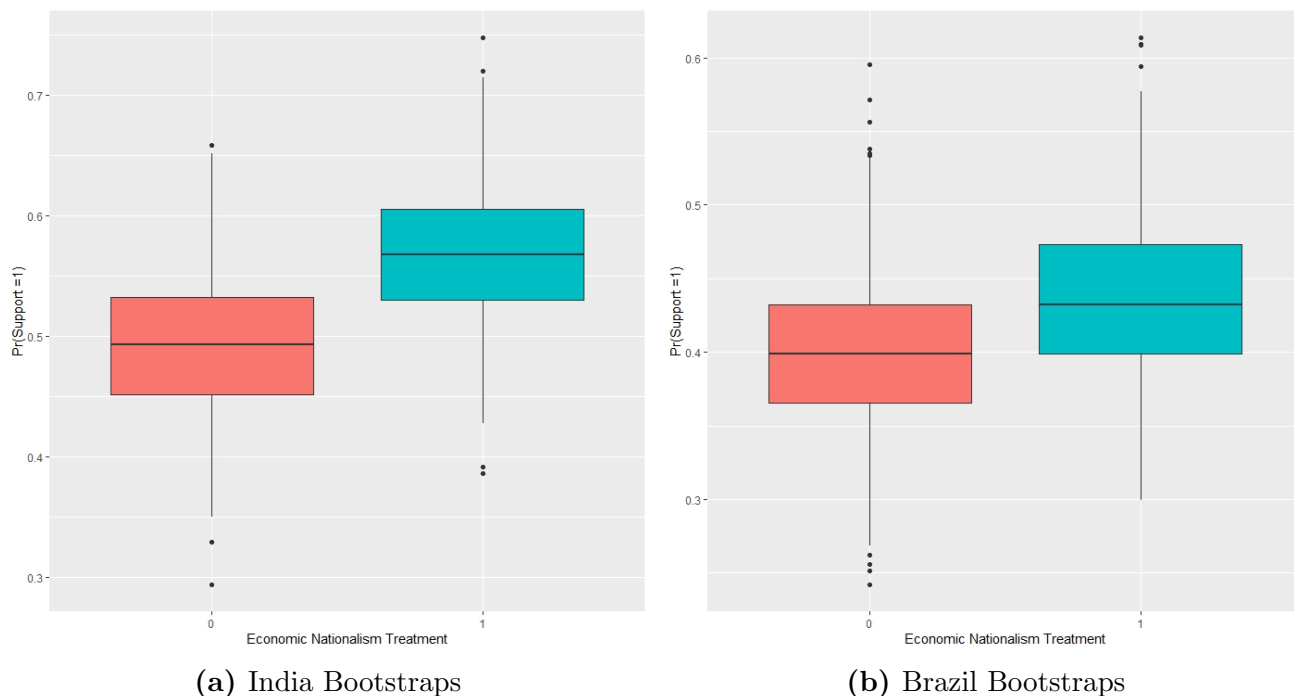 Pr(Support =1)
0.7
0.6
0.5
0.4
0.3
0
1
Economic Nationalism Treatment
(a) India Bootstraps
Pr(Support =1)
0.6
0.5
0.4
0.3
0
1
Economic Nationalism Treatment
(b) Brazil Bootstraps